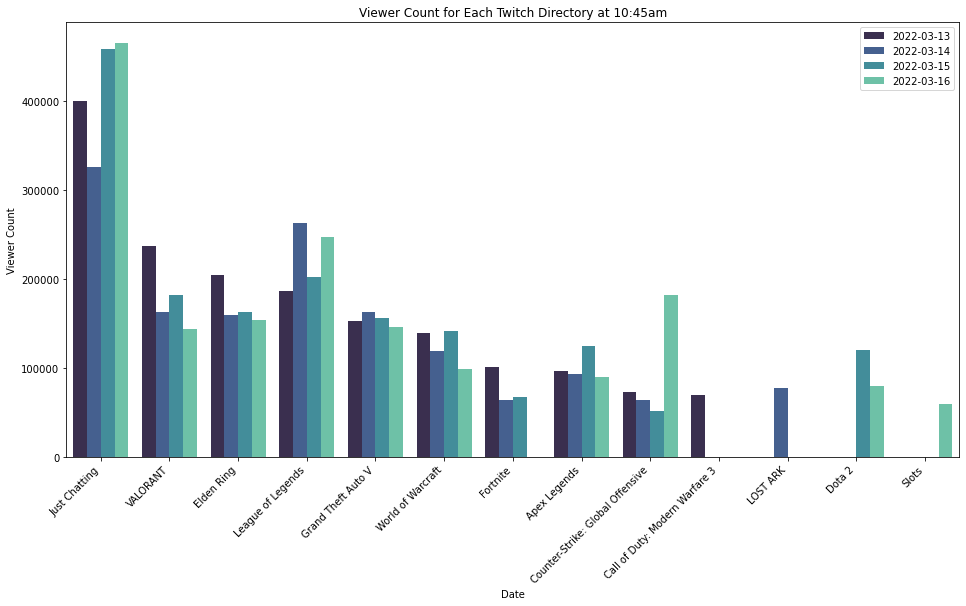 Viewer Count for Each Twitch Directory at 10:45am
2022-03-13
2022-03-14
2022-03-15
2022-03-16
Viewer Count
400000
300000
200000
100000
0
Just Chatting
VALORANT
Elden Ring
League of Legends
Grand Theft Auto V
World of Warcraft
Fortnite
Apex Legends
Counter-Strike: Global Offensive
Call of Duty: Modern Warfare 3
LOST ARK
Dota 2
Slots
Date